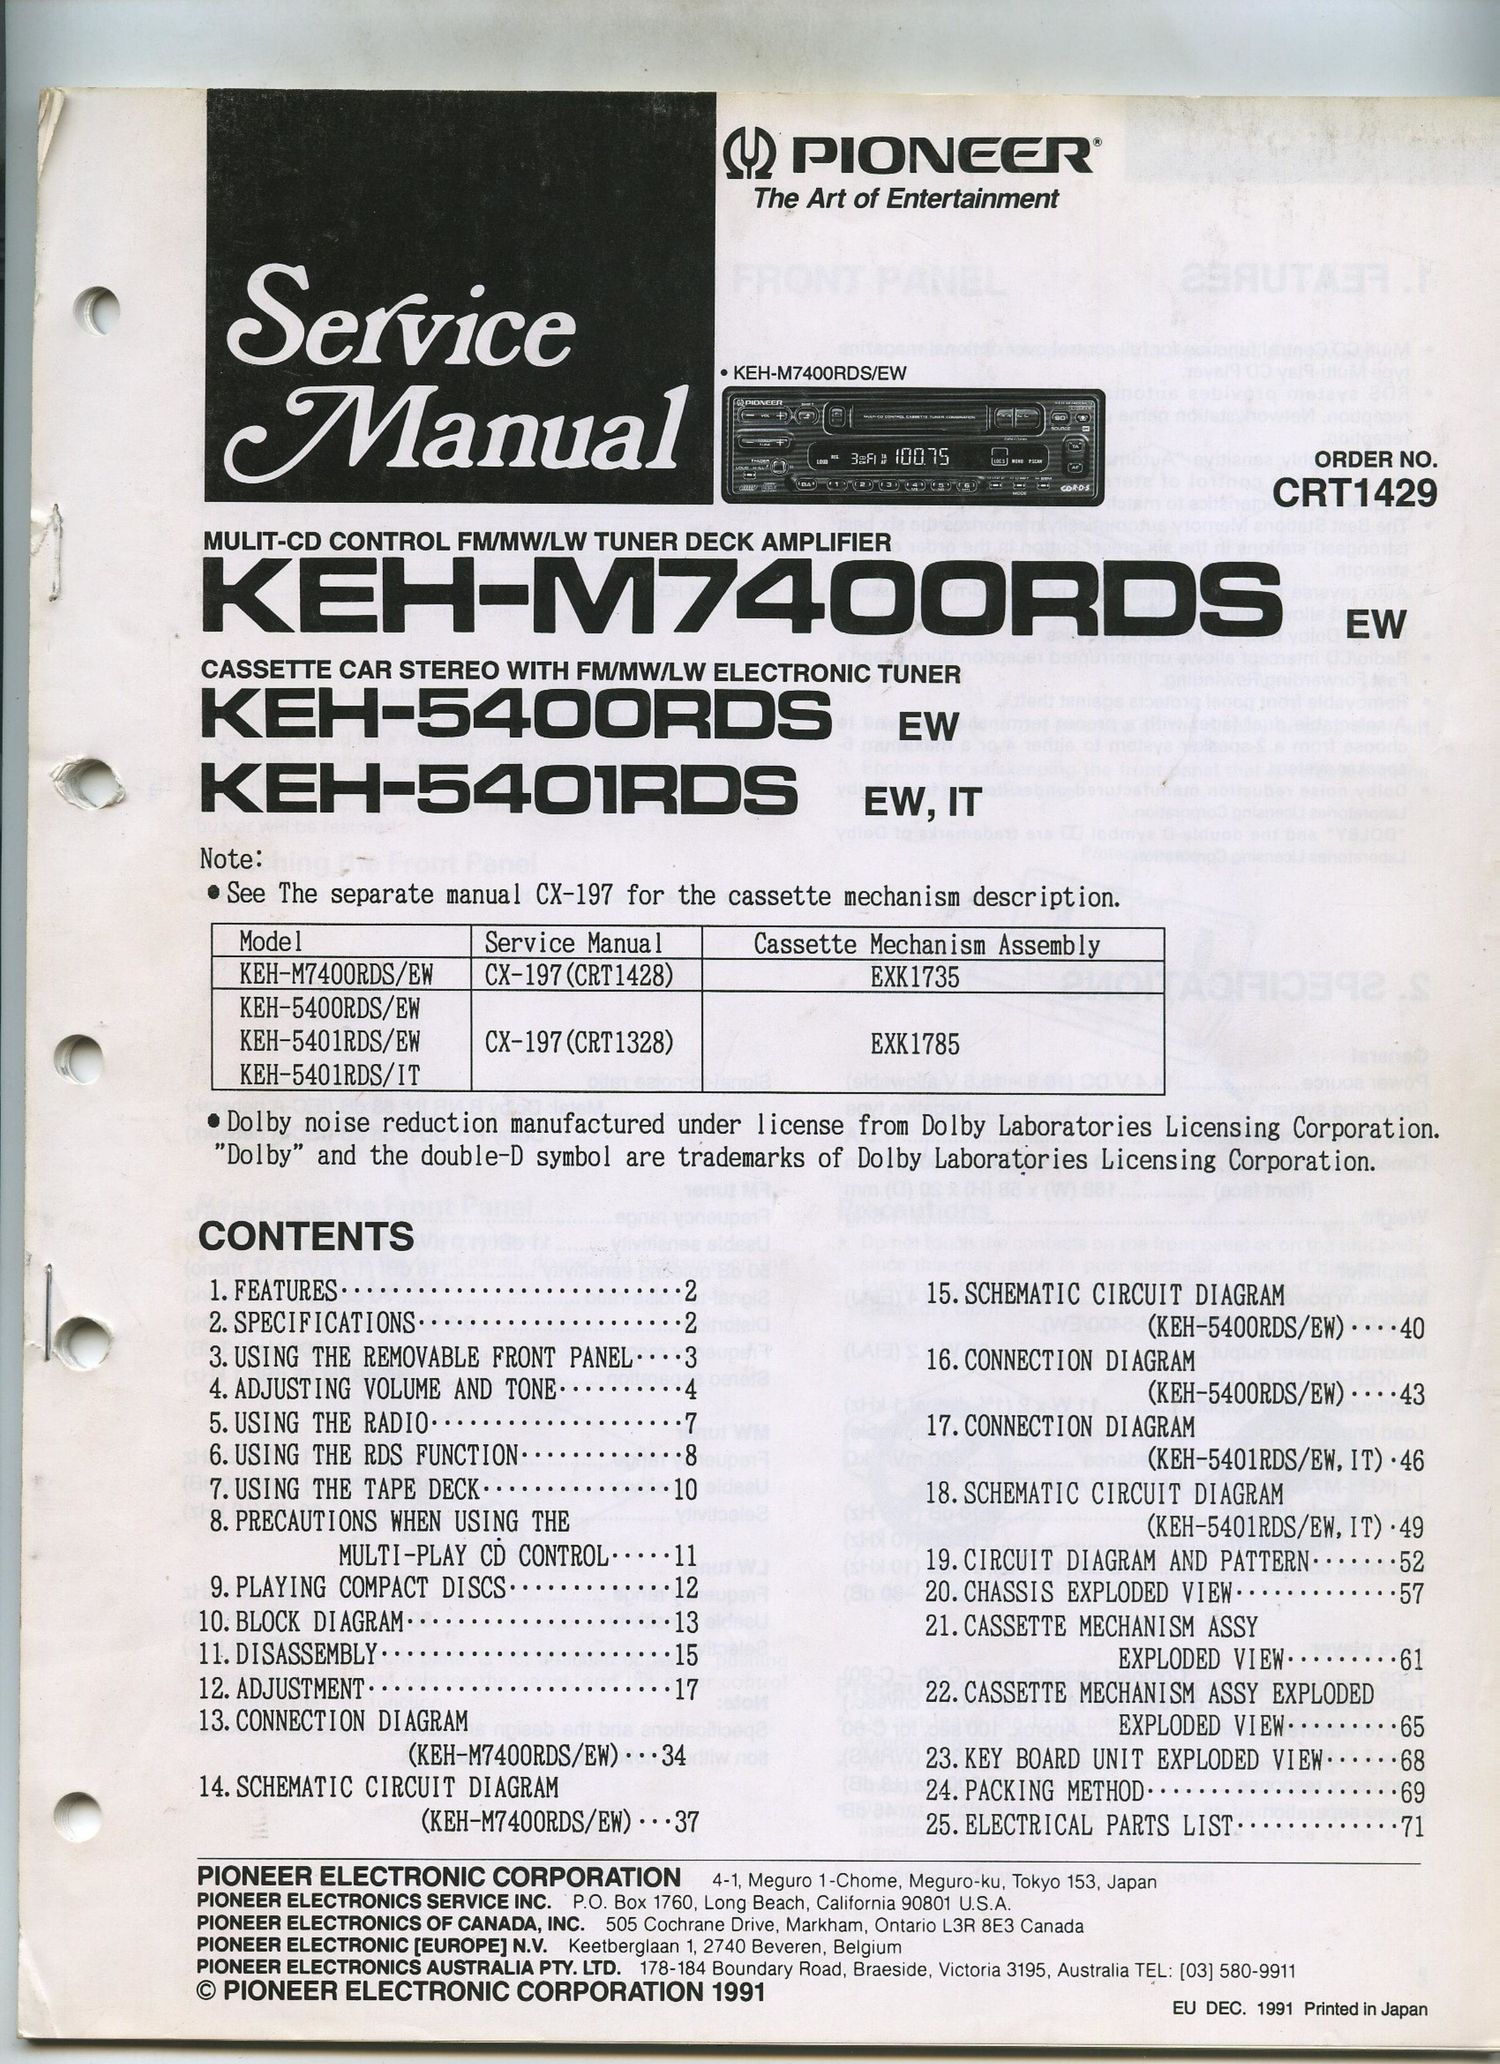 PIONEER®
The Art of Entertainment
Service
Manual
• KEH-M7400RDS/EW
PIONEER
100.75
ORDER NO.
CRT1429
MULIT-CD CONTROL FM/MW/LW TUNER DECK AMPLIFIER
KEH-M7400RDS EW
CASSETTE CAR STEREO WITH FM/MW/LW ELECTRONIC TUNER
KEH-5400RDS EW
KEH-5401RDS EW, IT
Note:
● See The separate manual CX-197 for the cassette mechanism description.
Model Service Manual Cassette Mechanism Assembly
KEH-M7400RDS/EW CX-197(CRT1428) EXK1735
KEH-5400RDS/EW
KEH-5401RDS/EW CX-197(CRT1328) EXK1785
KEH-5401RDS/IT
● Dolby noise reduction manufactured under license from Dolby Laboratories Licensing Corporation.
"Dolby" and the double-D symbol are trademarks of Dolby Laboratories Licensing Corporation.
CONTENTS
1. FEATURES····························2
2. SPECIFICATIONS······················2
3. USING THE REMOVABLE FRONT PANEL····3
4. ADJUSTING VOLUME AND TONE··········4
5. USING THE RADIO····················7
6. USING THE RDS FUNCTION·············8
7. USING THE TAPE DECK···············10
8. PRECAUTIONS WHEN USING THE
MULTI-PLAY CD CONTROL·····11
9. PLAYING COMPACT DISCS·············12
10. BLOCK DIAGRAM·····················13
11. DISASSEMBLY·······················15
12. ADJUSTMENT························17
13. CONNECTION DIAGRAM
(KEH-M7400RDS/EW)···34
14. SCHEMATIC CIRCUIT DIAGRAM
(KEH-M7400RDS/EW)···37
15. SCHEMATIC CIRCUIT DIAGRAM
(KEH-5400RDS/EW)····40
16. CONNECTION DIAGRAM
(KEH-5400RDS/EW)····43
17. CONNECTION DIAGRAM
(KEH-5401RDS/EW, IT)·46
18. SCHEMATIC CIRCUIT DIAGRAM
(KEH-5401RDS/EW, IT)·49
19. CIRCUIT DIAGRAM AND PATTERN·······52
20. CHASSIS EXPLODED VIEW·············57
21. CASSETTE MECHANISM ASSY
EXPLODED VIEW·········61
22. CASSETTE MECHANISM ASSY EXPLODED
EXPLODED VIEW·········65
23. KEY BOARD UNIT EXPLODED VIEW······68
24. PACKING METHOD····················69
25. ELECTRICAL PARTS LIST·············71
PIONEER ELECTRONIC CORPORATION 4-1, Meguro 1-Chome, Meguro-ku, Tokyo 153, Japan
PIONEER ELECTRONICS SERVICE INC. P.O. Box 1760, Long Beach, California 90801 U.S.A.
PIONEER ELECTRONICS OF CANADA, INC. 505 Cochrane Drive, Markham, Ontario L3R 8E3 Canada
PIONEER ELECTRONIC [EUROPE] N.V. Keetberglaan 1, 2740 Beveren, Belgium
PIONEER ELECTRONICS AUSTRALIA PTY. LTD. 178-184 Boundary Road, Braeside, Victoria 3195, Australia TEL: [03] 580-9911
© PIONEER ELECTRONIC CORPORATION 1991
EU DEC. 1991 Printed in Japan